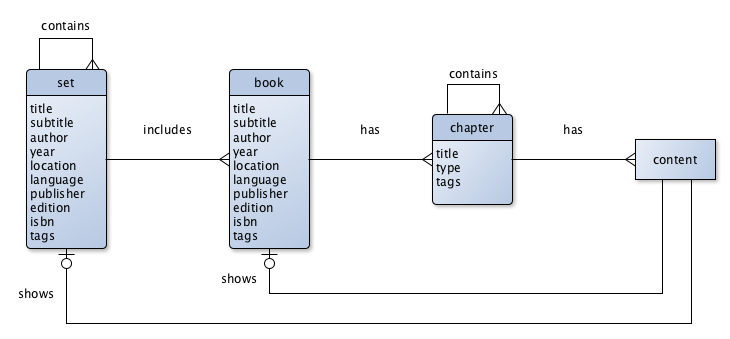 contains
set
title
subtitle
author
year
location
language
publisher
edition
isbn
tags
includes
book
title
subtitle
author
year
location
language
publisher
edition
isbn
tags
has
contains
chapter
title
type
tags
has
content
shows
shows